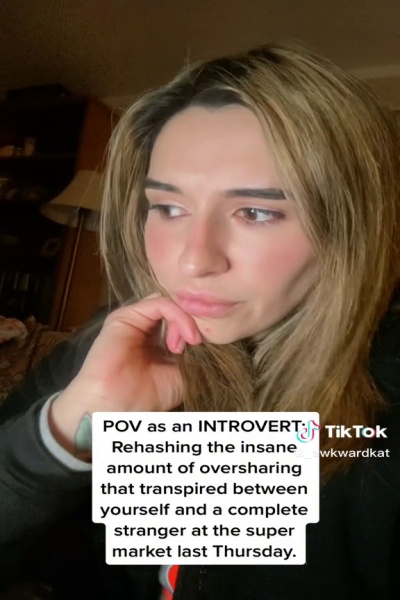 POV as an INTROVERT:
Rehashing the insane
amount of oversharing
that transpired between
yourself and a complete
stranger at the super
market last Thursday.
TikTok